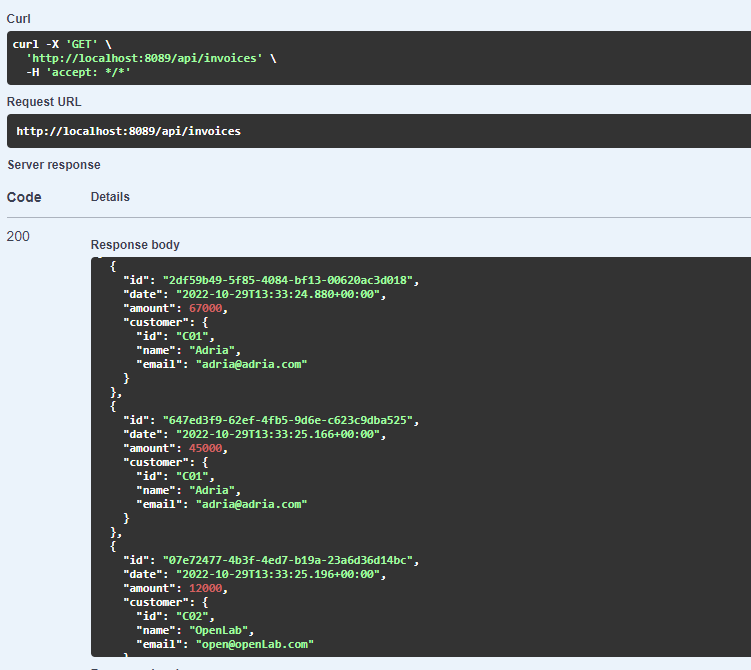 Curl
curl -X 'GET' \
'http://localhost:8089/api/invoices' \
-H 'accept: */*'
Request URL
http://localhost:8089/api/invoices
Server response
Code Details
200
Response body
{
"id": "2df59b49-5f85-4084-bf13-00620ac3d018",
"date": "2022-10-29T13:33:24.880+00:00",
"amount": 67000,
"customer": {
"id": "C01",
"name": "Adria",
"email": "adria@adria.com"
}
},
{
"id": "647ed3f9-62ef-4fb5-9d6e-c623c9dba525",
"date": "2022-10-29T13:33:25.166+00:00",
"amount": 45000,
"customer": {
"id": "C01",
"name": "Adria",
"email": "adria@adria.com"
}
},
{
"id": "07e72477-4b3f-4ed7-b19a-23a6d36d14bc",
"date": "2022-10-29T13:33:25.196+00:00",
"amount": 12000,
"customer": {
"id": "C02",
"name": "OpenLab",
"email": "open@openLab.com"
}